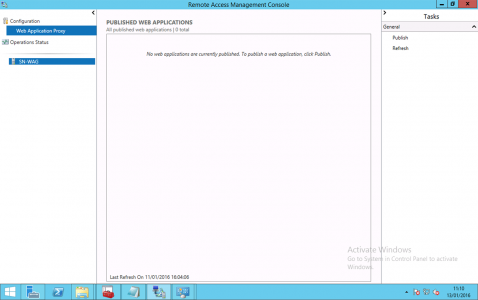 Remote Access Management Console
Configuration
Web Application Proxy
Operations Status
SN-WAG
PUBLISHED WEB APPLICATIONS
All published web applications | 0 total
No web applications are currently published. To publish a web application, click Publish.
Last Refresh On 11/01/2016 16:04:06
Tasks
General
Publish
Refresh
Activate Windows
Go to System in Control Panel to activate
Windows.
11:10
13/01/2016